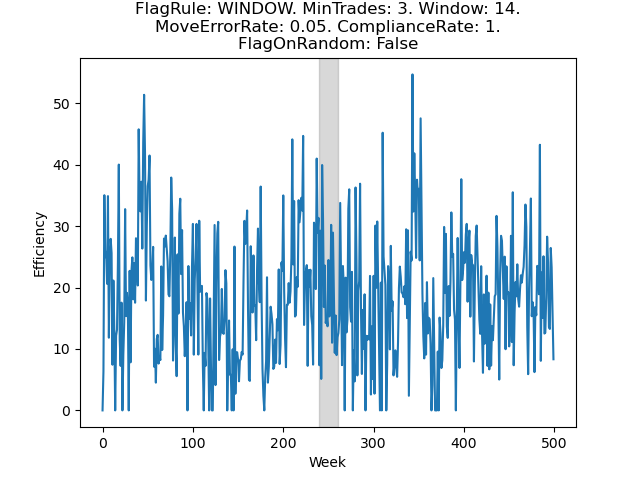 FlagRule: WINDOW. MinTrades: 3. Window: 14.
MoveErrorRate: 0.05. ComplianceRate: 1.
FlagOnRandom: False
Efficiency
50
40
30
20
10
0
0 100 200 300 400 500
Week